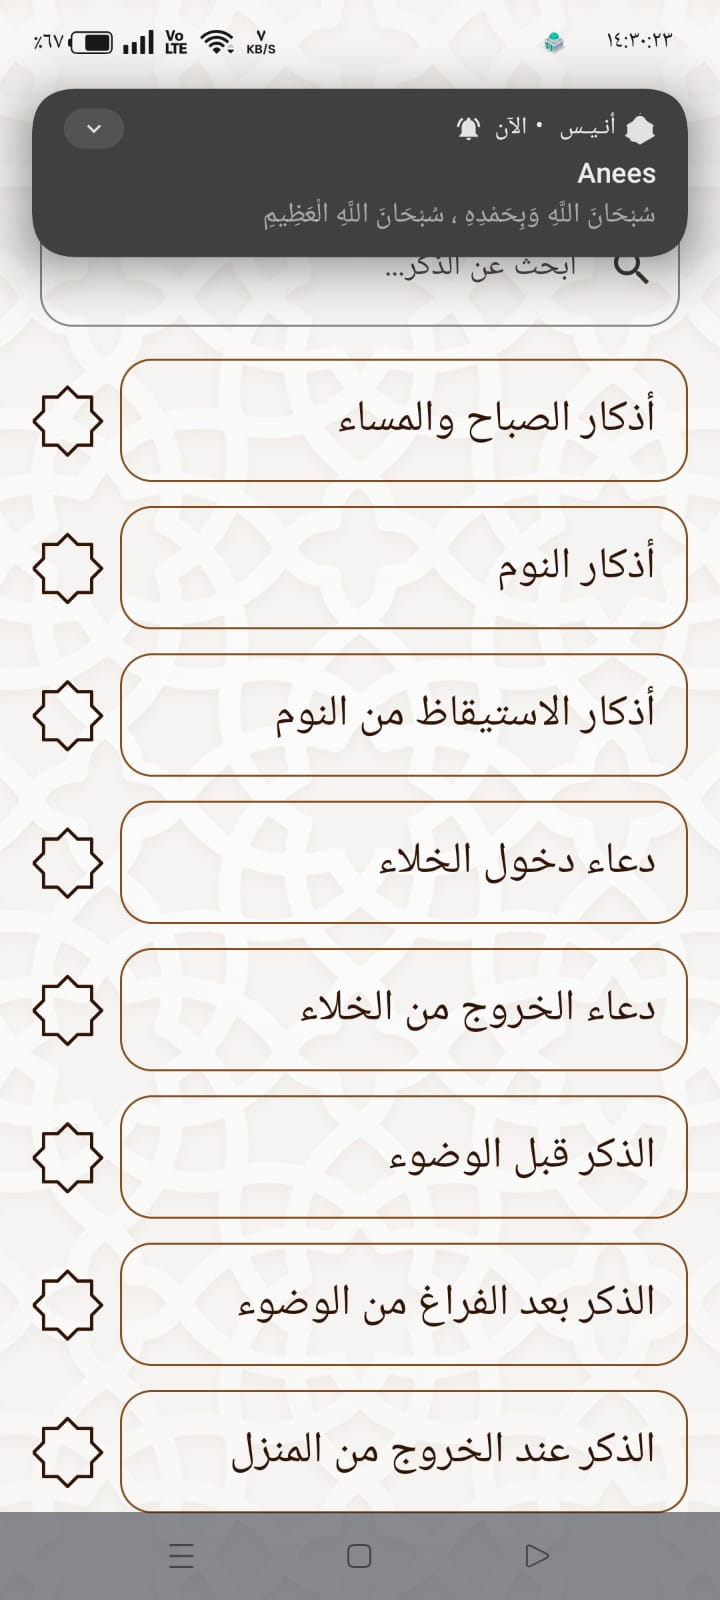 ١٤:٣٠:٢٣
٧ KB/S
Vo LTE
٪٦٧
أنيس • الآن
Anees
سُبْحَانَ اللَّهِ وَبِحَمْدِهِ ، سُبْحَانَ اللَّهِ الْعَظِيمِ
ابحث عن الذكر...
أذكار الصباح والمساء
أذكار النوم
أذكار الاستيقاظ من النوم
دعاء دخول الخلاء
دعاء الخروج من الخلاء
الذكر قبل الوضوء
الذكر بعد الفراغ من الوضوء
الذكر عند الخروج من المنزل